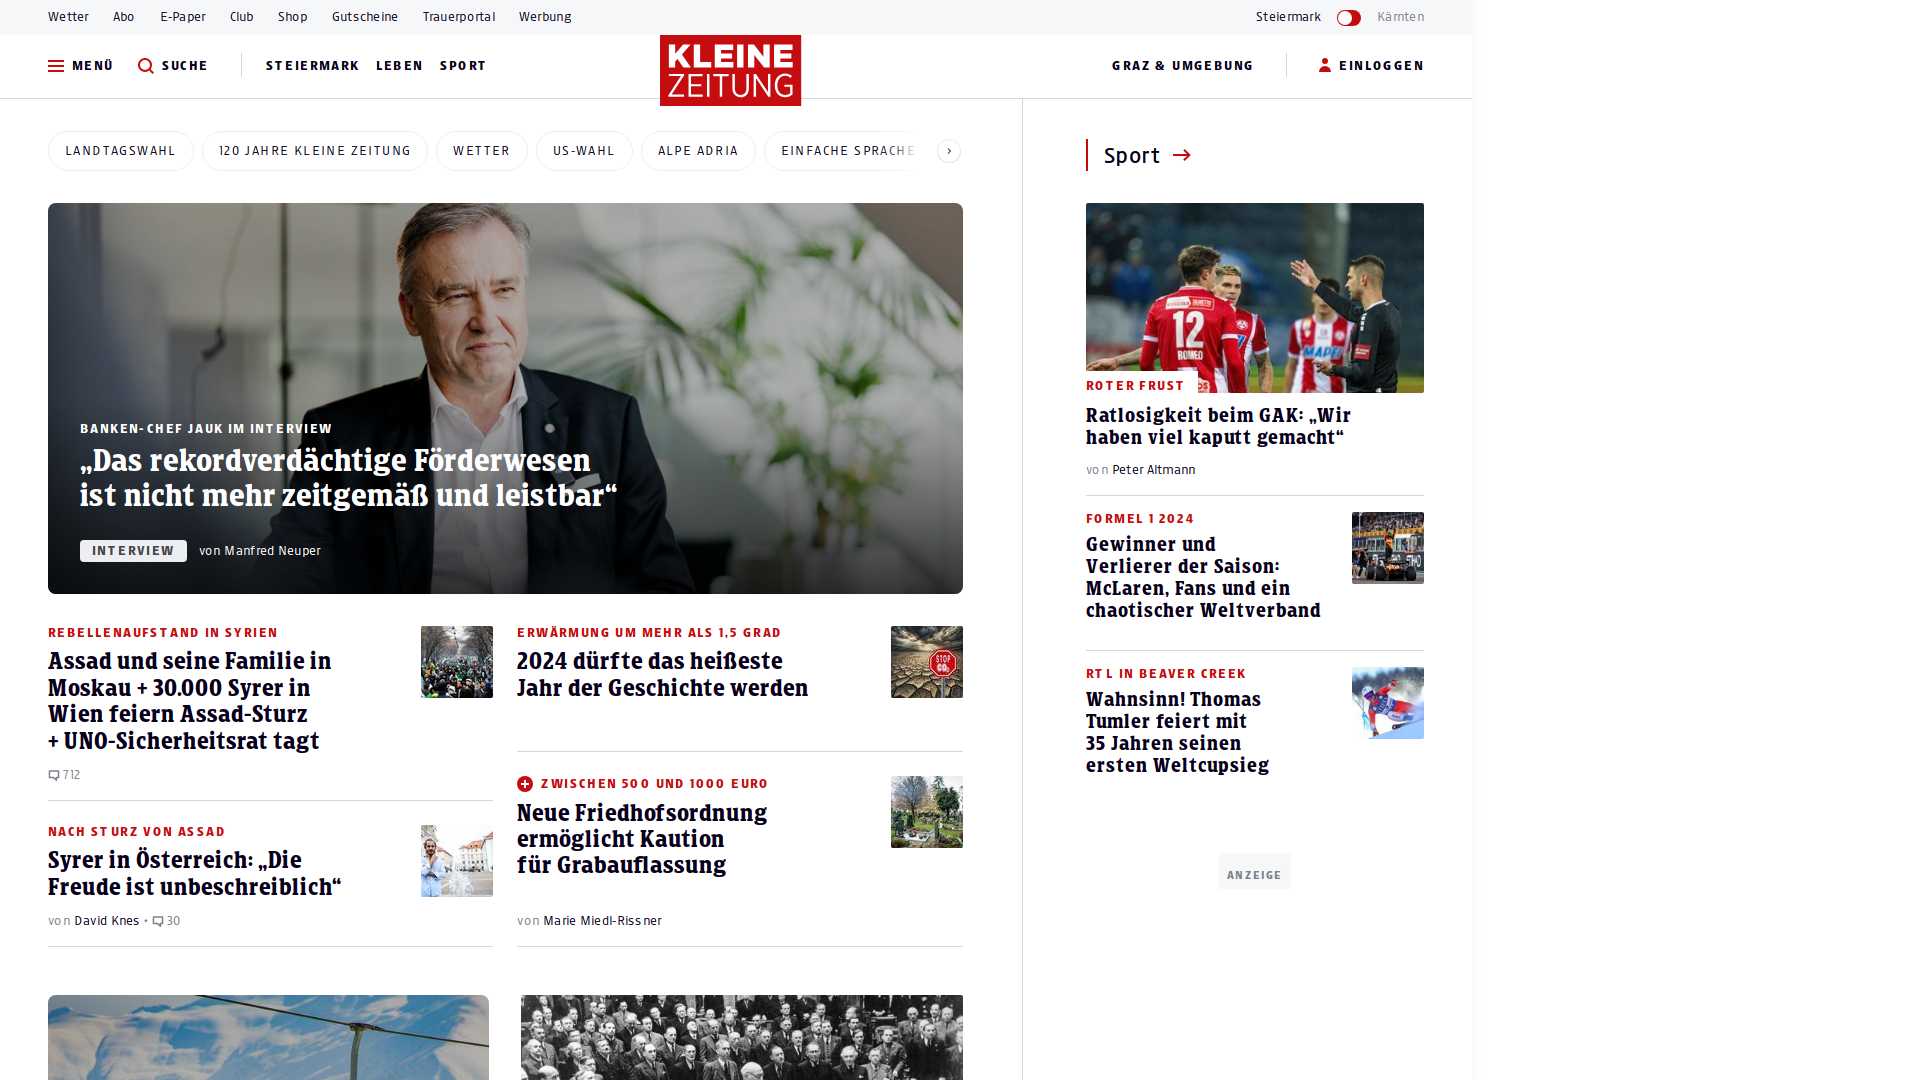 Wetter Abo E-Paper Club Shop Gutscheine Trauerportal Werbung Steiermark Kärnten
MENÜ SUCHE STEIERMARK LEBEN SPORT KLEINE ZEITUNG GRAZ & UMGEBUNG EINLOGGEN
LANDTAGSWAHL 120 JAHRE KLEINE ZEITUNG WETTER US-WAHL ALPE ADRIA EINFACHE SPRACHE
BANKEN-CHEF JAUK IM INTERVIEW
„Das rekordverdächtige Förderwesen
ist nicht mehr zeitgemäß und leistbar“
INTERVIEW von Manfred Neuper
REBELLENAUFSTAND IN SYRIEN
Assad und seine Familie in
Moskau + 30.000 Syrer in
Wien feiern Assad-Sturz
+ UNO-Sicherheitsrat tagt
712
NACH STURZ VON ASSAD
Syrer in Österreich: „Die
Freude ist unbeschreiblich“
von David Knes • 30
ERWÄRMUNG UM MEHR ALS 1,5 GRAD
2024 dürfte das heißeste
Jahr der Geschichte werden
STOP
CO2
ZWISCHEN 500 UND 1000 EURO
Neue Friedhofsordnung
ermöglicht Kaution
für Grabauflassung
von Marie Miedl-Rissner
Sport
12
ROMEO
MAPEI
ROTER FRUST
Ratlosigkeit beim GAK: „Wir
haben viel kaputt gemacht“
von Peter Altmann
FORMEL 1 2024
Gewinner und
Verlierer der Saison:
McLaren, Fans und ein
chaotischer Weltverband
RTL IN BEAVER CREEK
Wahnsinn! Thomas
Tumler feiert mit
35 Jahren seinen
ersten Weltcupsieg
ANZEIGE